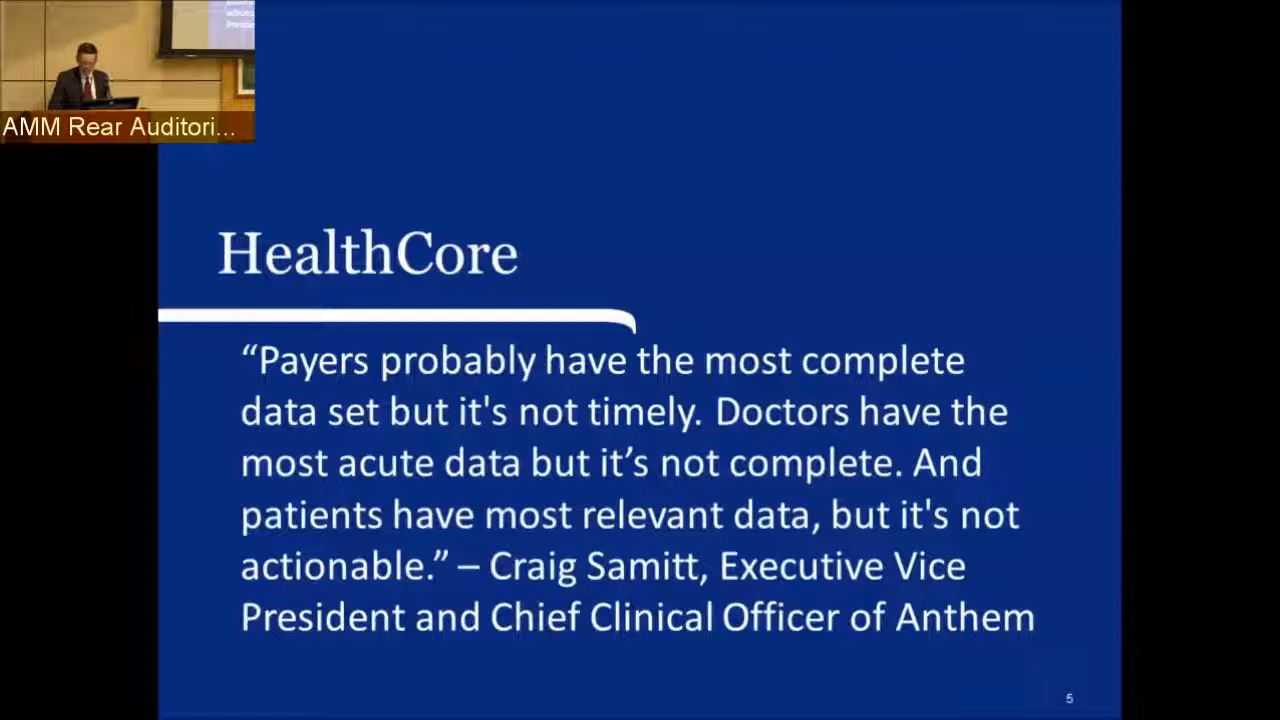 AMM Rear Auditori...
HealthCore
“Payers probably have the most complete
data set but it's not timely. Doctors have the
most acute data but it’s not complete. And
patients have most relevant data, but it's not
actionable.” – Craig Samitt, Executive Vice
President and Chief Clinical Officer of Anthem
5